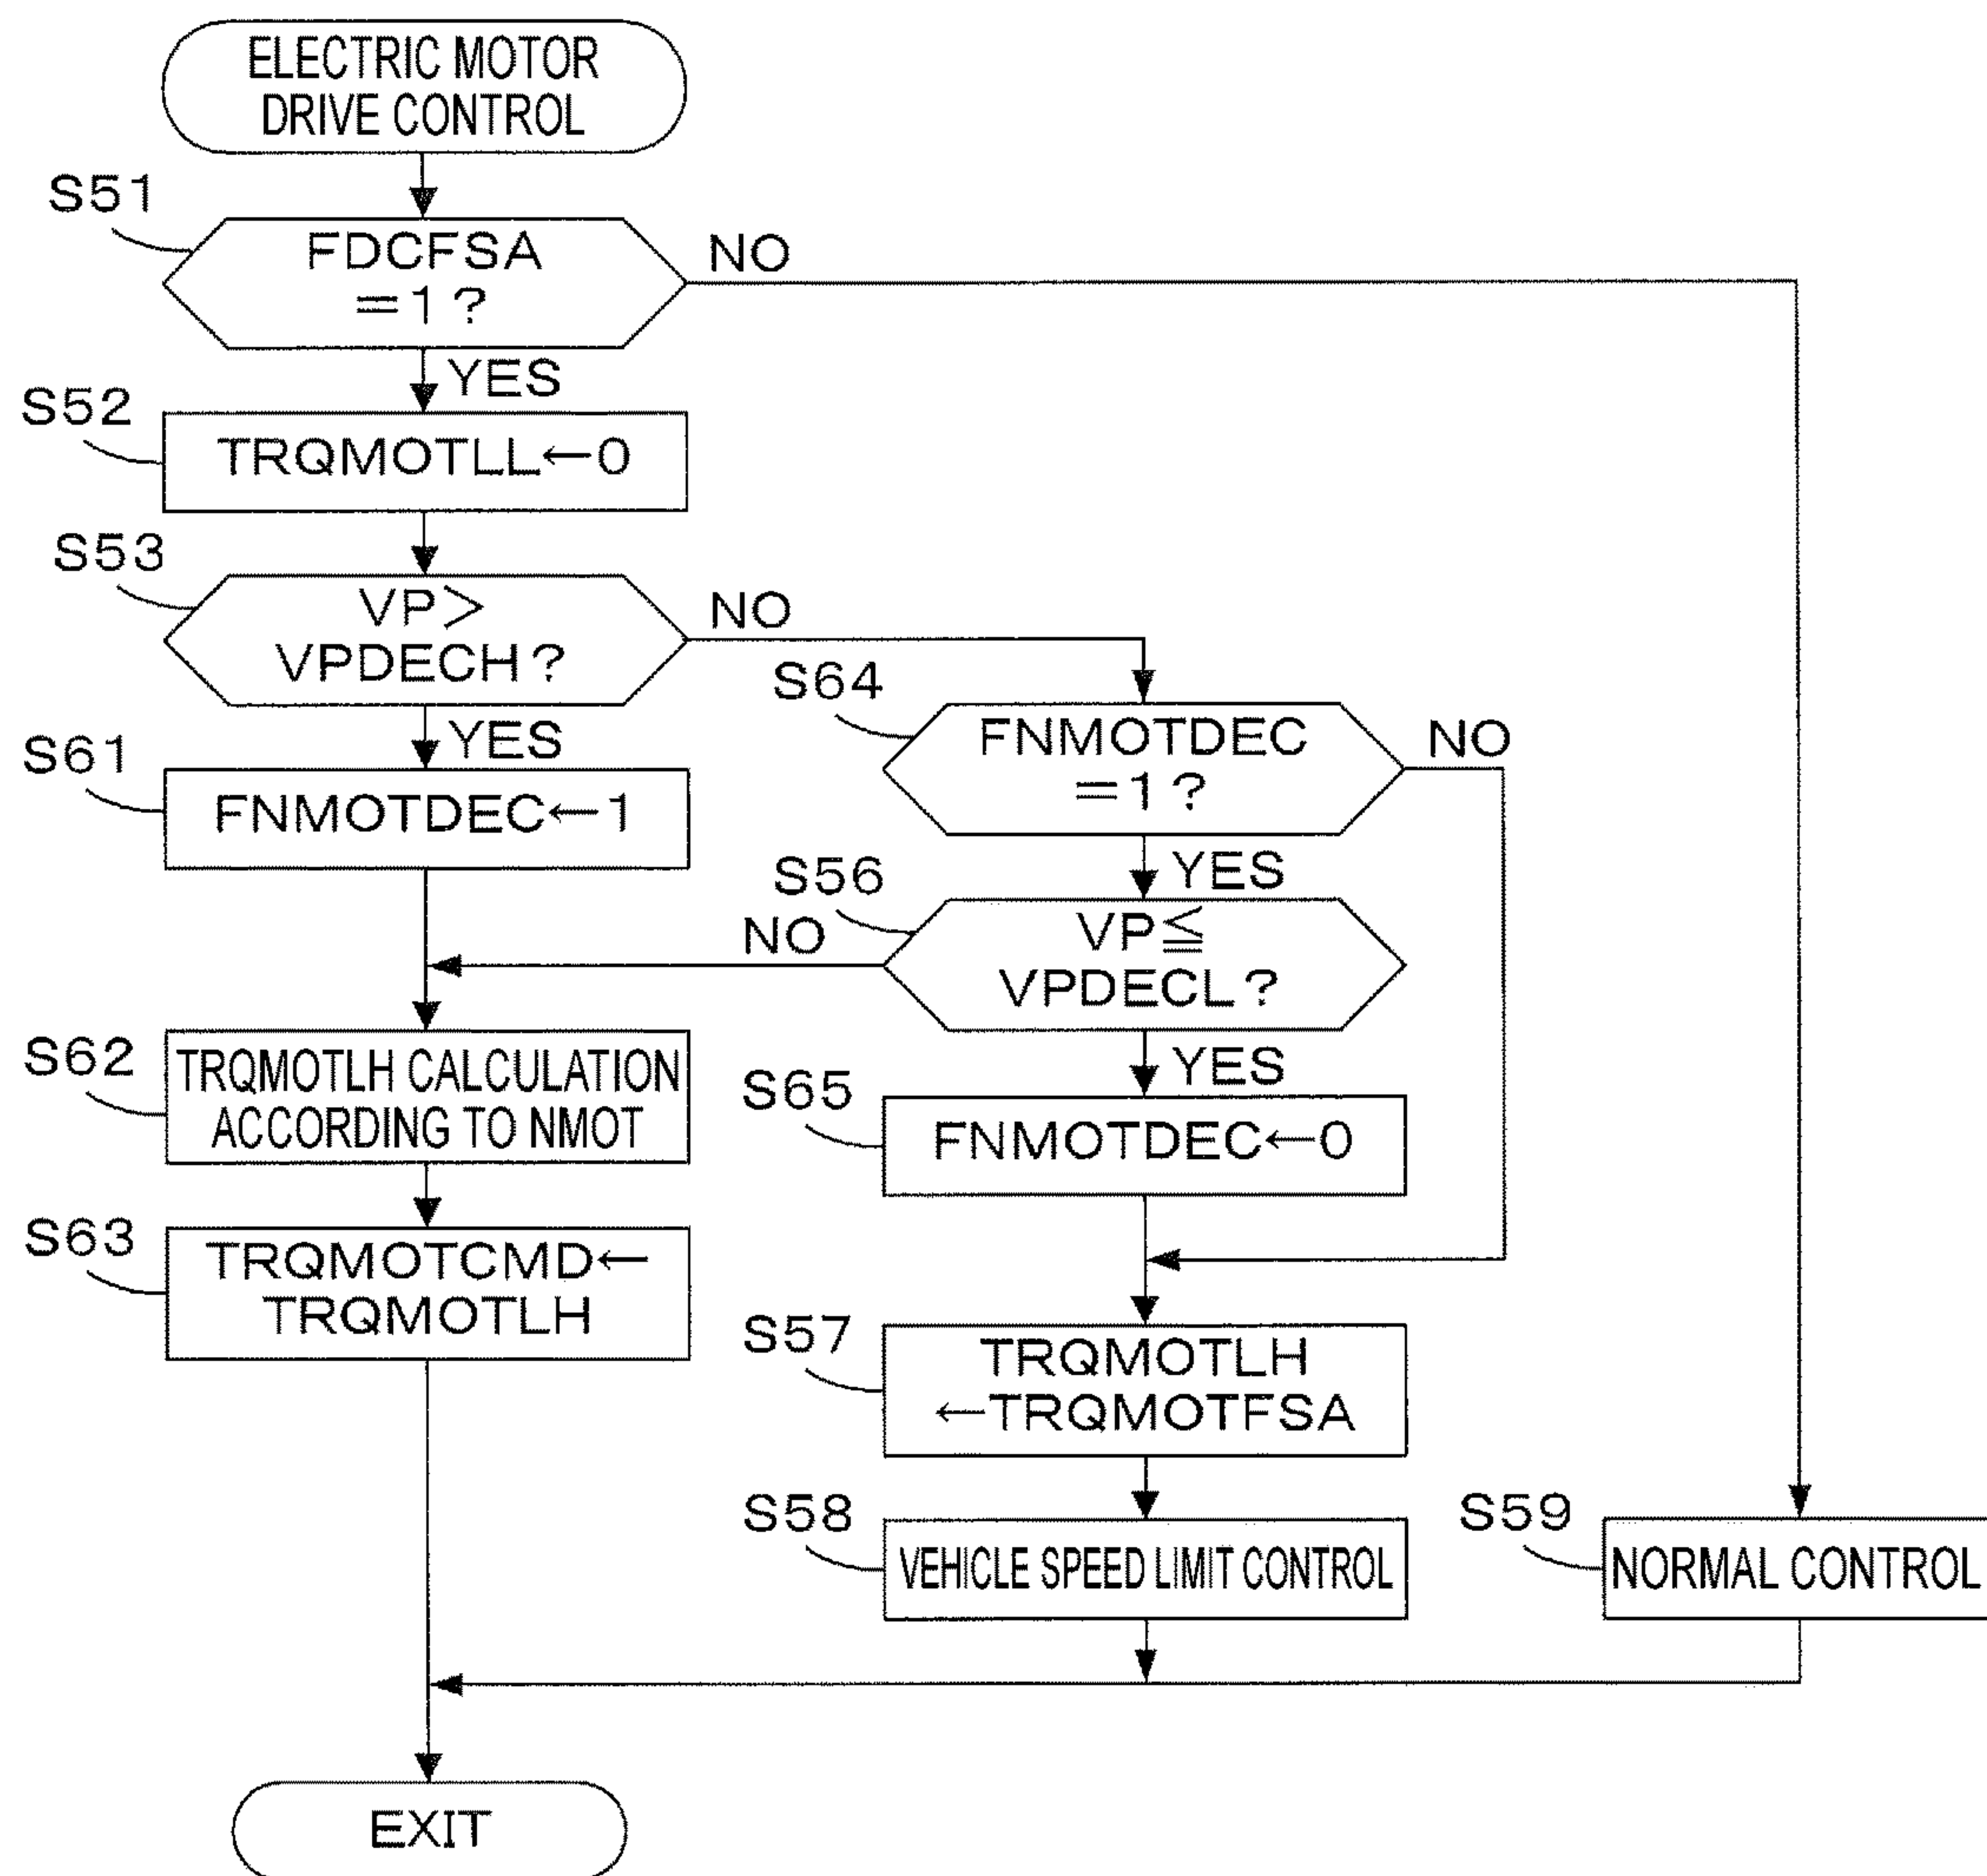 ELECTRIC MOTOR
DRIVE CONTROL
S51
FDCFSA
=1?
NO
YES
S52
TRQMOTLL←0
S53
VP>
VPDECH?
NO
YES
S64
FNMOTDEC
=1?
NO
YES
S61
FNMOTDEC←1
S56
VP≦
VPDECL?
NO
YES
S62
TRQMOTLH CALCULATION
ACCORDING TO NMOT
S65
FNMOTDEC←0
S63
TRQMOTCMD←
TRQMOTLH
S57
TRQMOTLH
←TRQMOTFSA
S58
VEHICLE SPEED LIMIT CONTROL
S59
NORMAL CONTROL
EXIT